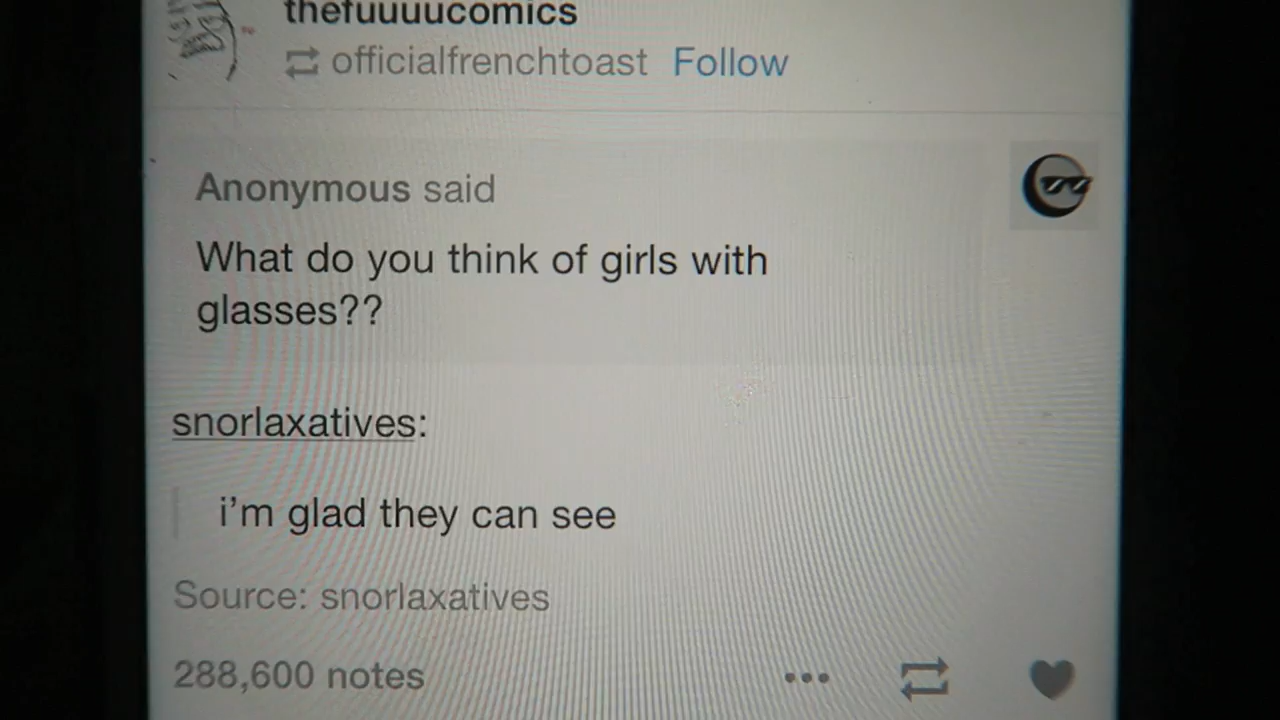 thefuuuucomics
officialfrenchtoast Follow
Anonymous said
What do you think of girls with
glasses??
snorlaxatives:
i'm glad they can see
Source: snorlaxatives
288,600 notes